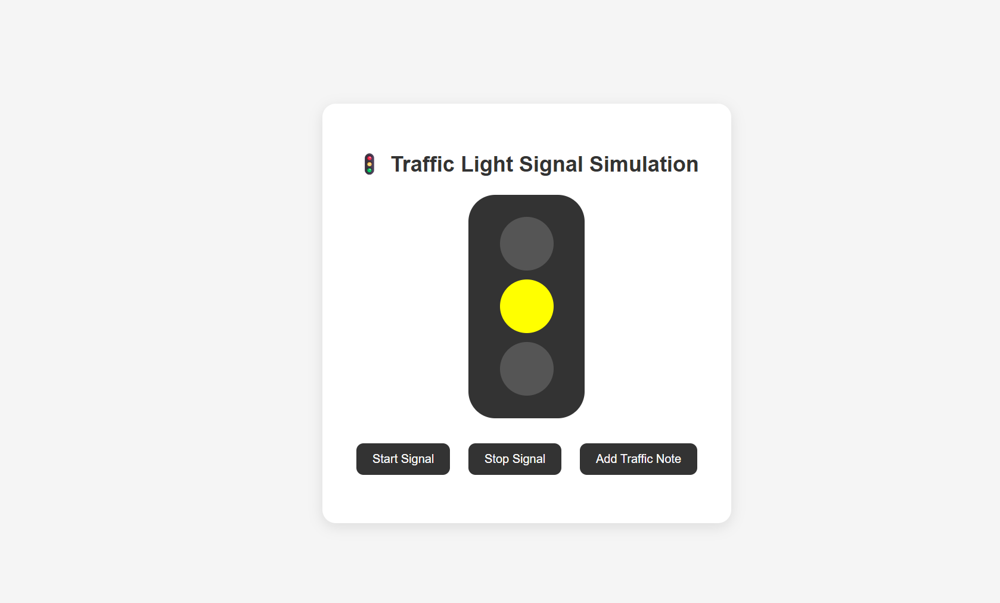 🚦 Traffic Light Signal Simulation
Start Signal
Stop Signal
Add Traffic Note